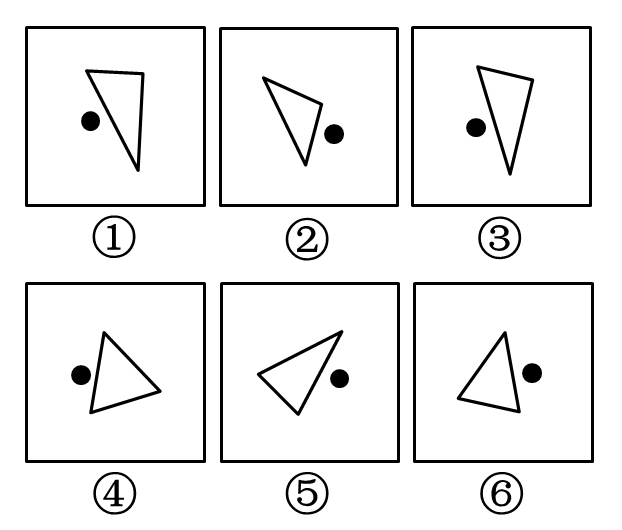 ① ② ③
④ ⑤ ⑥